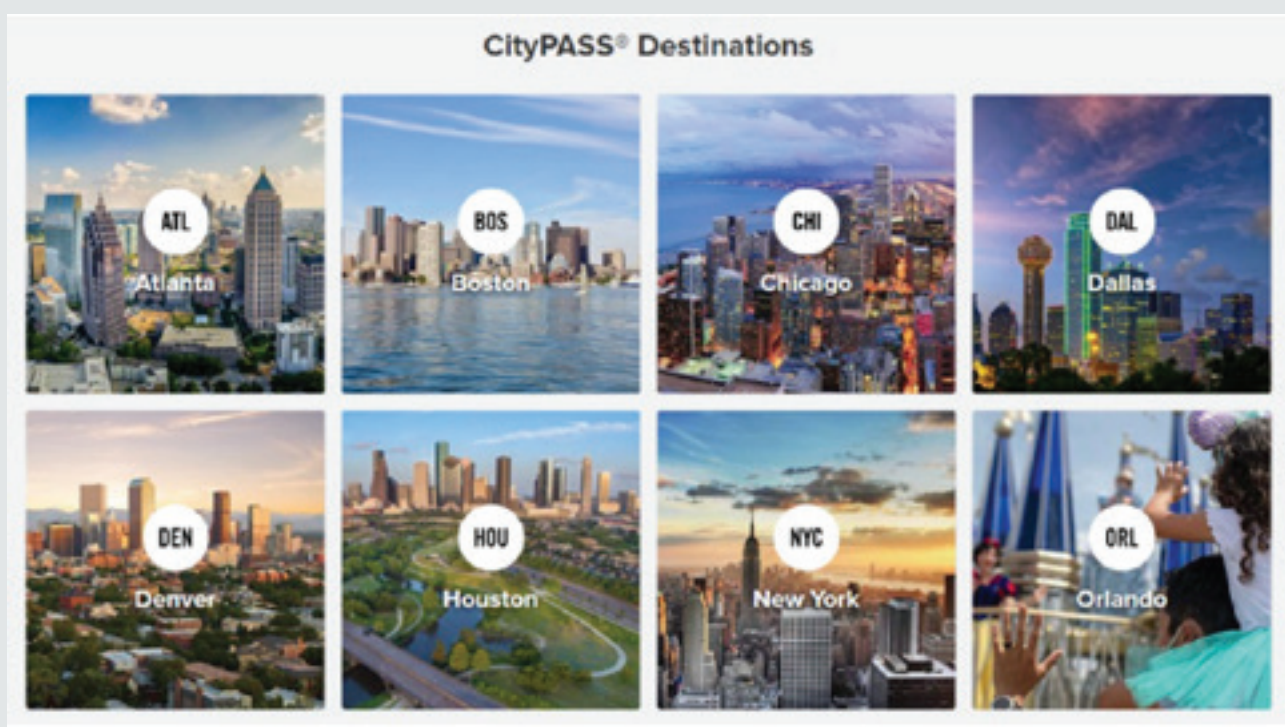 CityPASS® Destinations
ATL
Atlanta
BOS
Boston
CHI
Chicago
DAL
Dallas
DEN
Denver
HOU
Houston
NYC
New York
ORL
Orlando